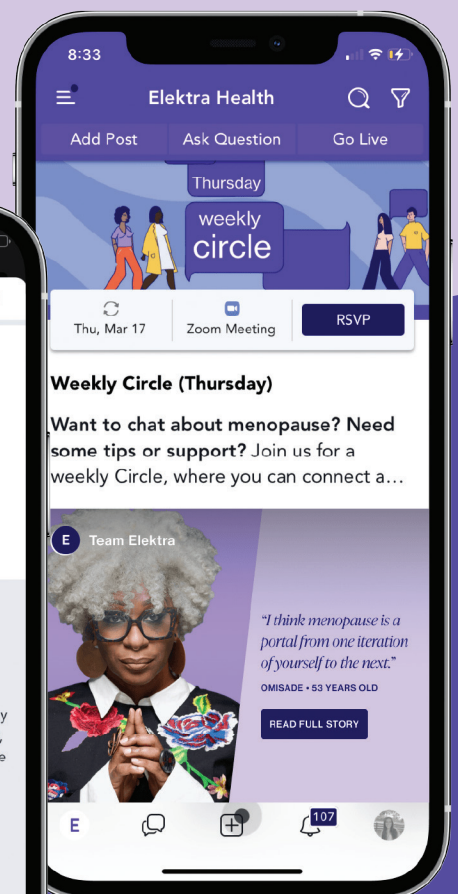 8:33
Elektra Health
Add Post Ask Question Go Live
Thursday
weekly
circle
Thu, Mar 17 Zoom Meeting RSVP
Weekly Circle (Thursday)
Want to chat about menopause? Need
some tips or support? Join us for a
weekly Circle, where you can connect a...
E Team Elektra
“I think menopause is a
portal from one iteration
of yourself to the next.”
OMISADE • 53 YEARS OLD
READ FULL STORY
E 107